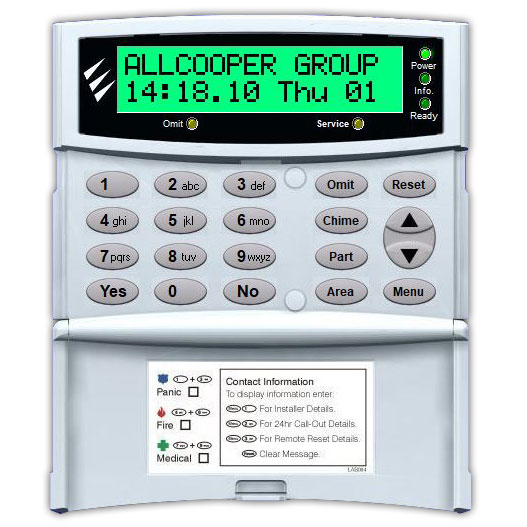 ALLCOOPER GROUP
14:18.10 Thu 01
Power
Info.
Ready
Omit
Service
1 2 abc 3 def Omit Reset
4 ghi 5 jkl 6 mno Chime
7 pqrs 8 tuv 9 wxyz Part
Yes 0 No Area Menu
Contact Information
To display information enter:
Panic
For Installer Details.
Fire
For 24hr Call-Out Details.
For Remote Reset Details.
Medical
Clear Message.